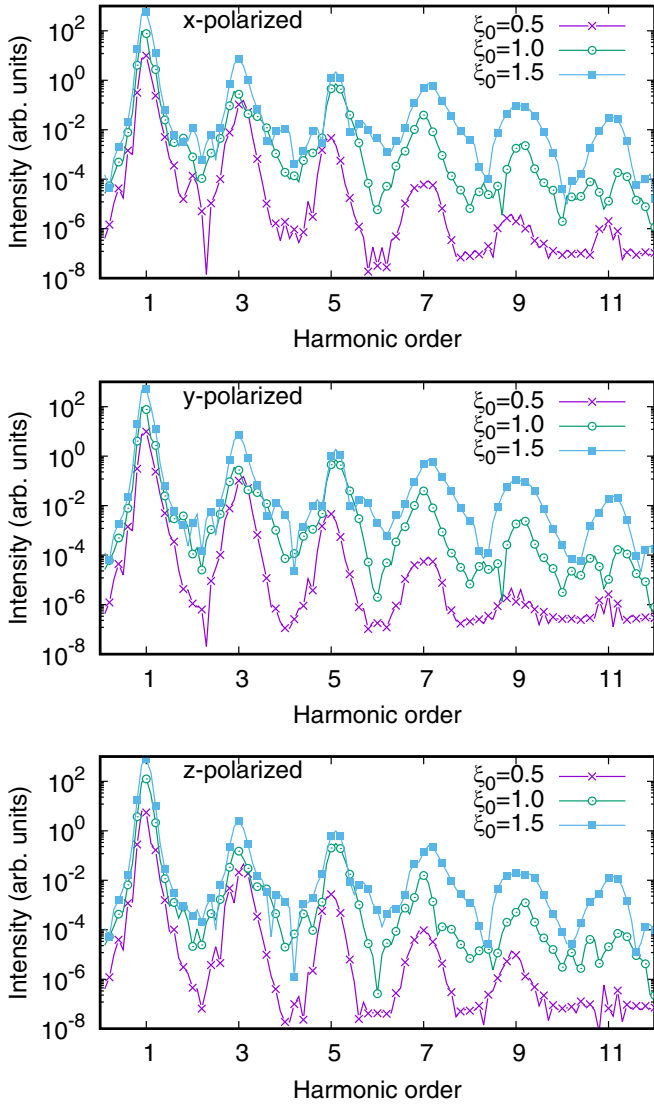 x-polarized
ξ0=0.5
ξ0=1.0
ξ0=1.5
10^2
10^0
10^-2
10^-4
10^-6
10^-8
Intensity (arb. units)
1 3 5 7 9 11
Harmonic order
y-polarized
ξ0=0.5
ξ0=1.0
ξ0=1.5
10^2
10^0
10^-2
10^-4
10^-6
10^-8
Intensity (arb. units)
1 3 5 7 9 11
Harmonic order
z-polarized
ξ0=0.5
ξ0=1.0
ξ0=1.5
10^2
10^0
10^-2
10^-4
10^-6
10^-8
Intensity (arb. units)
1 3 5 7 9 11
Harmonic order